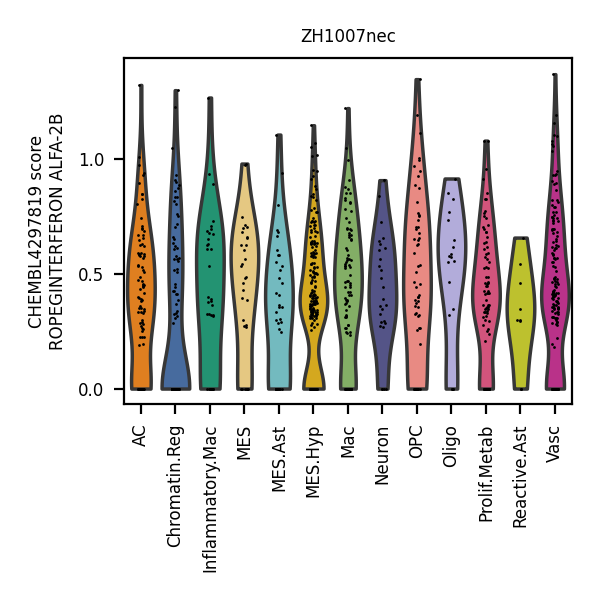 ZH1007nec
CHEMBL4297819 score
ROPEGINTERFERON ALFA-2B
1.0
0.5
0.0
AC
Chromatin.Reg
Inflammatory.Mac
MES
MES.Ast
MES.Hyp
Mac
Neuron
OPC
Oligo
Prolif.Metab
Reactive.Ast
Vasc